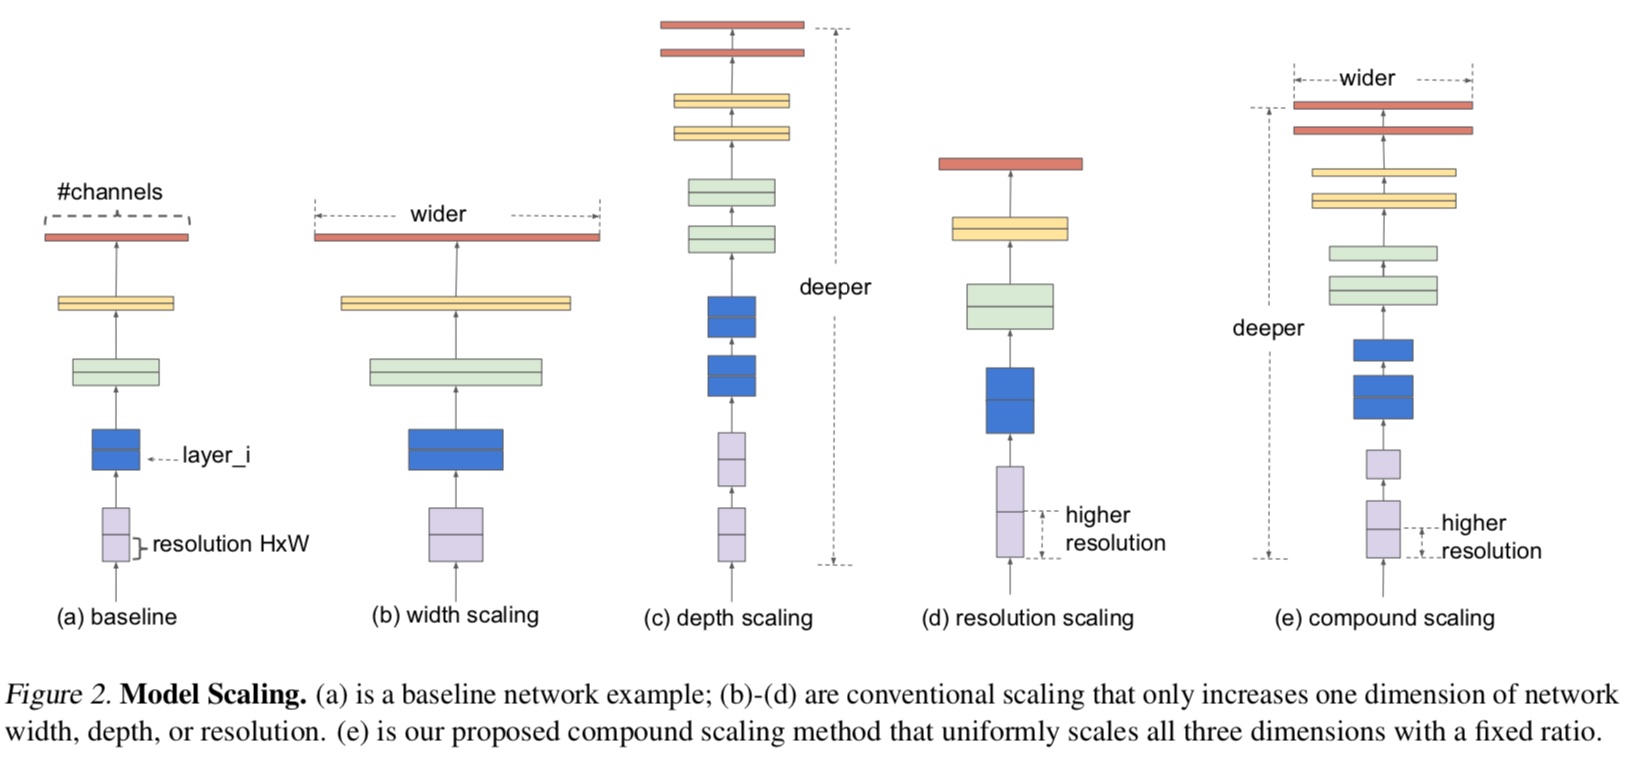 #channels
layer_i
resolution HxW
(a) baseline
wider
(b) width scaling
deeper
(c) depth scaling
higher
resolution
(d) resolution scaling
wider
deeper
higher
resolution
(e) compound scaling
Figure 2. Model Scaling. (a) is a baseline network example; (b)-(d) are conventional scaling that only increases one dimension of network
width, depth, or resolution. (e) is our proposed compound scaling method that uniformly scales all three dimensions with a fixed ratio.